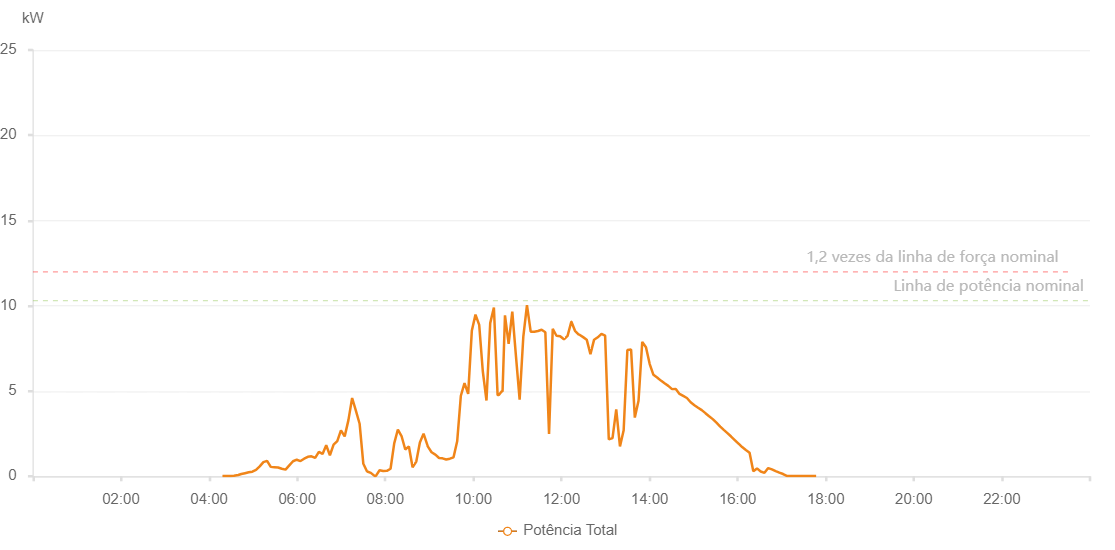 kW
25
20
15
1,2 vezes da linha de força nominal
Linha de potência nominal
10
5
0
02:00 04:00 06:00 08:00 10:00 12:00 14:00 16:00 18:00 20:00 22:00
Potência Total